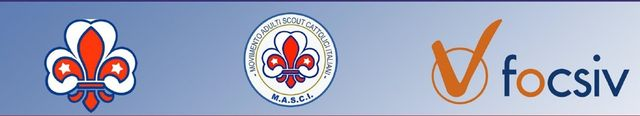 MOVIMENTO ADULTI SCOUT CATTOLICI ITALIANI
M.A.S.C.I.
focsiv